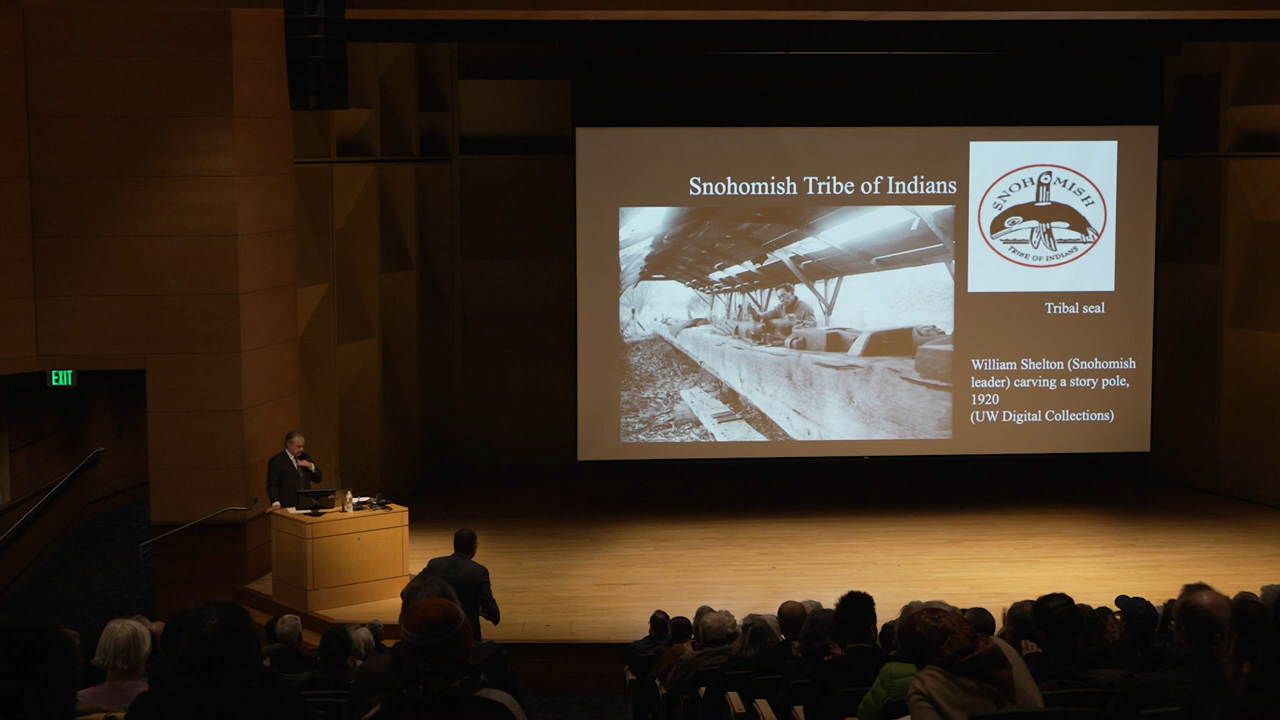 Snohomish Tribe of Indians
SNOHOMISH
TRIBE OF INDIANS
Tribal seal
William Shelton (Snohomish
leader) carving a story pole,
1920
(UW Digital Collections)
EXIT